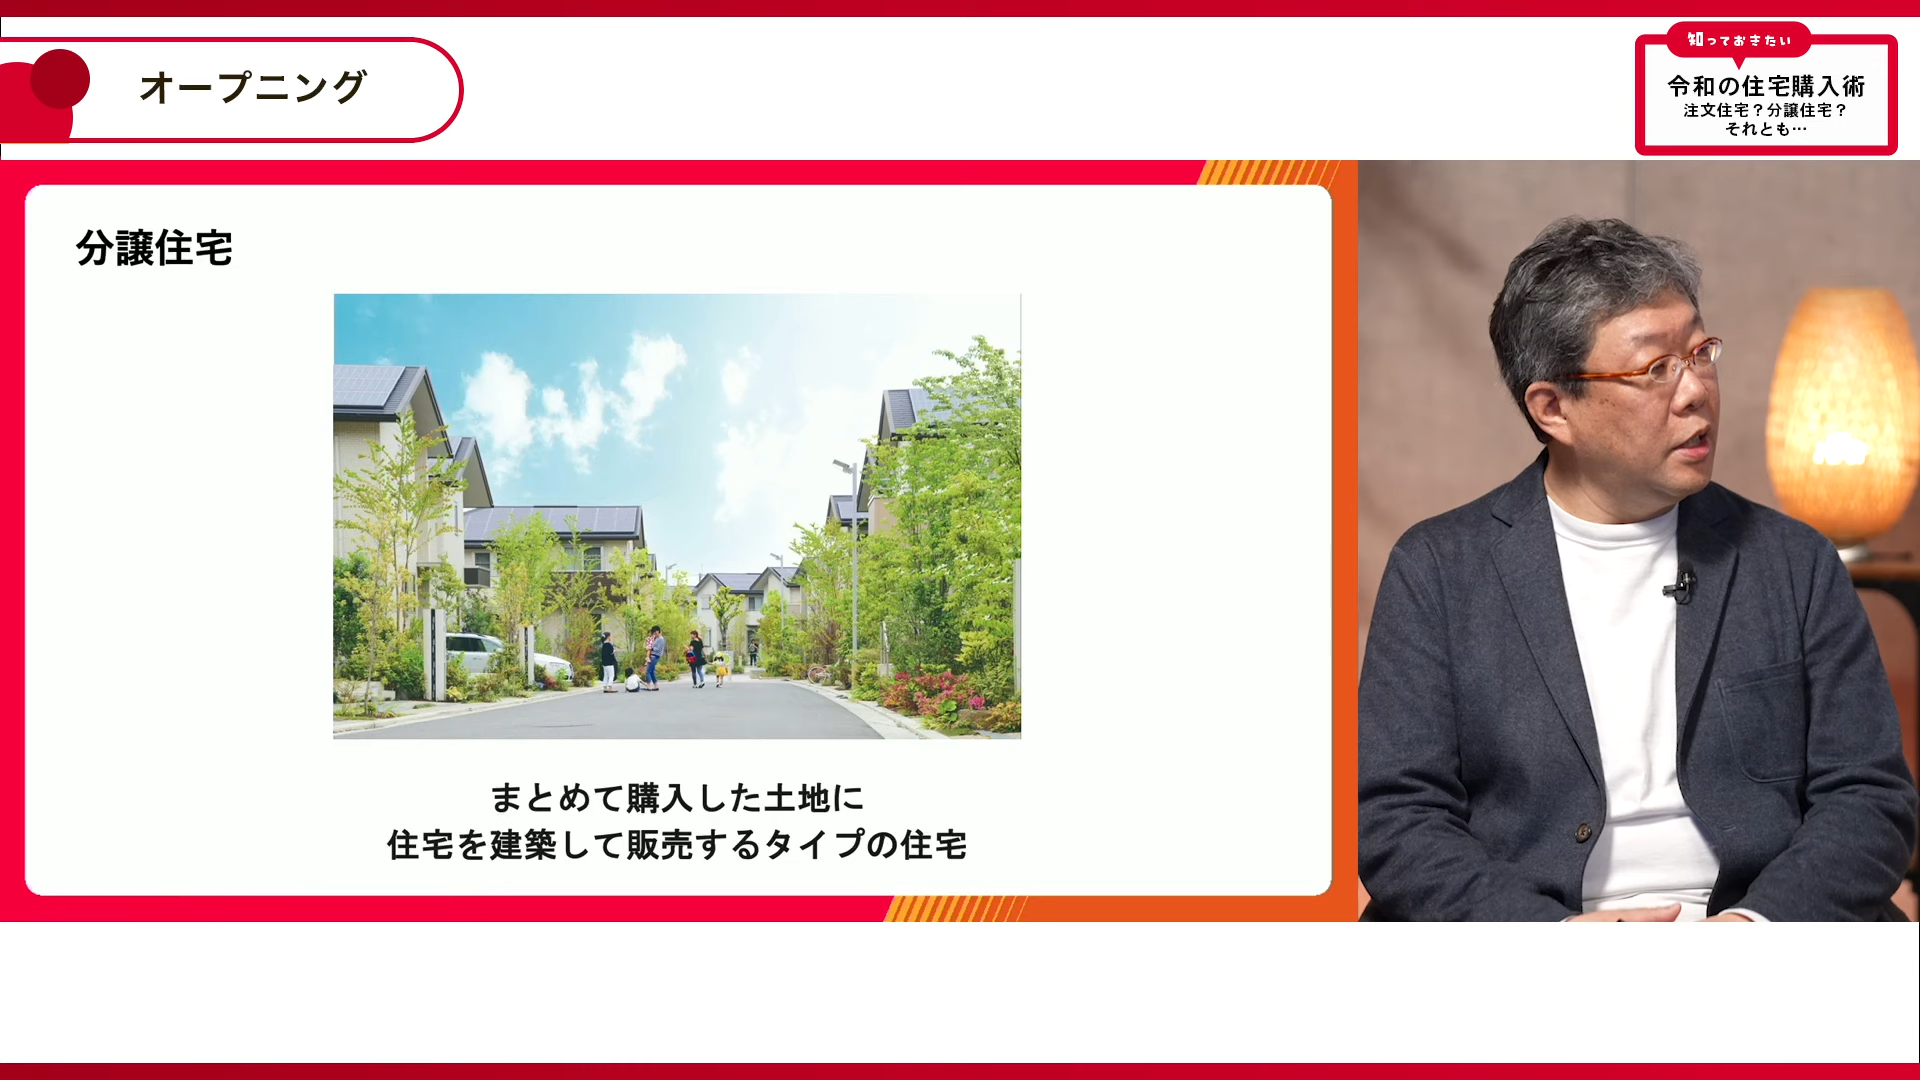 オープニング
知っておきたい
令和の住宅購入術
注文住宅？分譲住宅？
それとも…
分譲住宅
まとめて購入した土地に
住宅を建築して販売するタイプの住宅